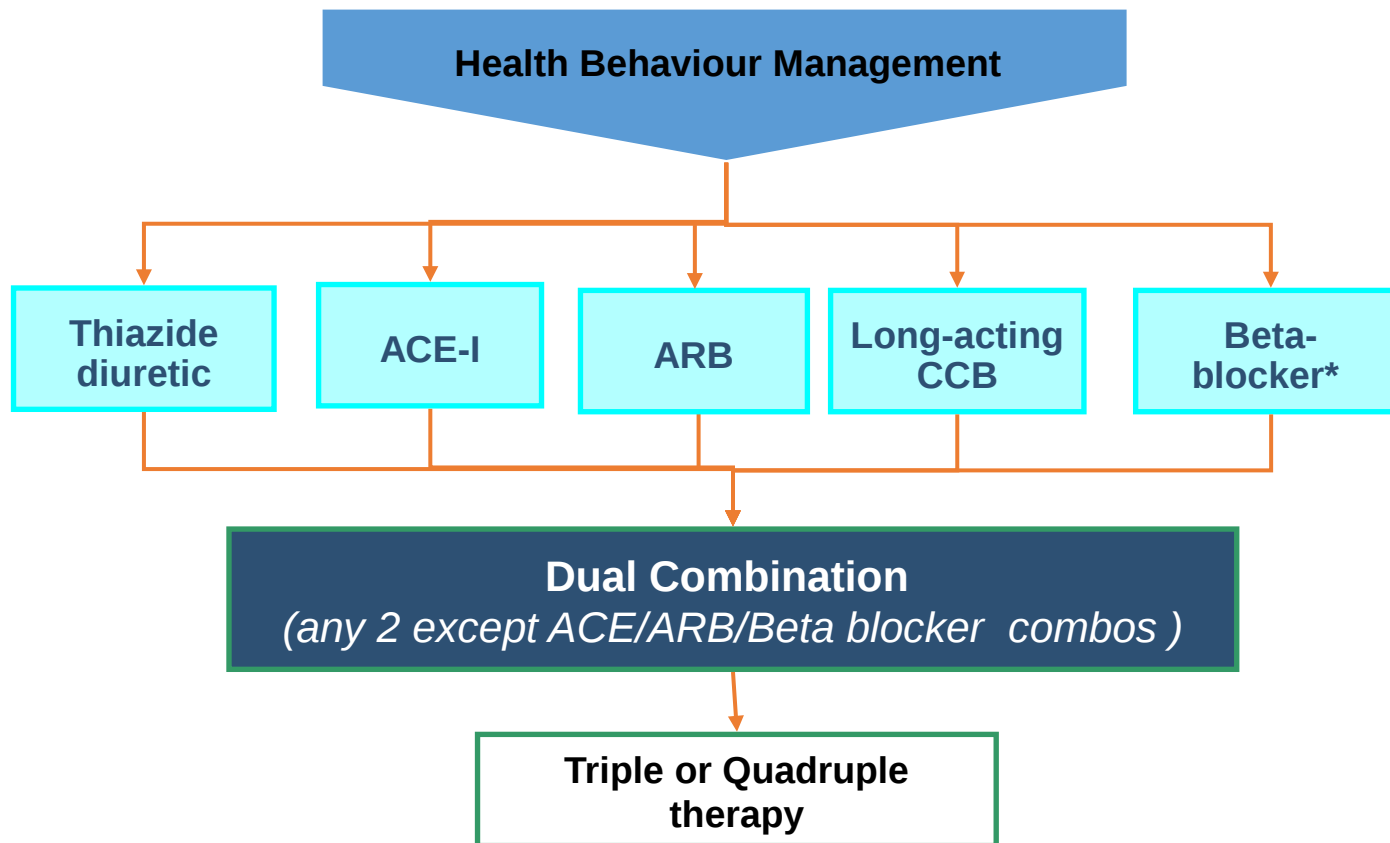 Health Behaviour Management
Thiazide
diuretic
ACE-I
ARB
Long-acting
CCB
Beta-
blocker*
Dual Combination
(any 2 except ACE/ARB/Beta blocker  combos )
Triple or Quadruple
therapy